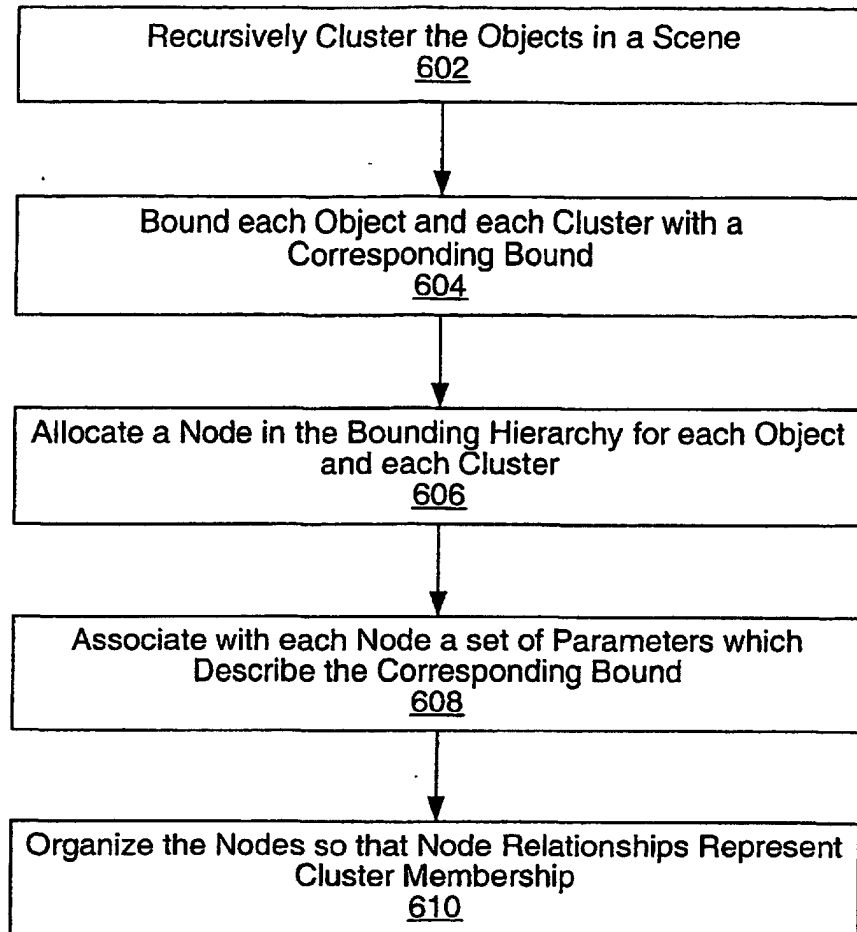 Recursively Cluster the Objects in a Scene
602
Bound each Object and each Cluster with a
Corresponding Bound
604
Allocate a Node in the Bounding Hierarchy for each Object
and each Cluster
606
Associate with each Node a set of Parameters which
Describe the Corresponding Bound
608
Organize the Nodes so that Node Relationships Represent
Cluster Membership
610